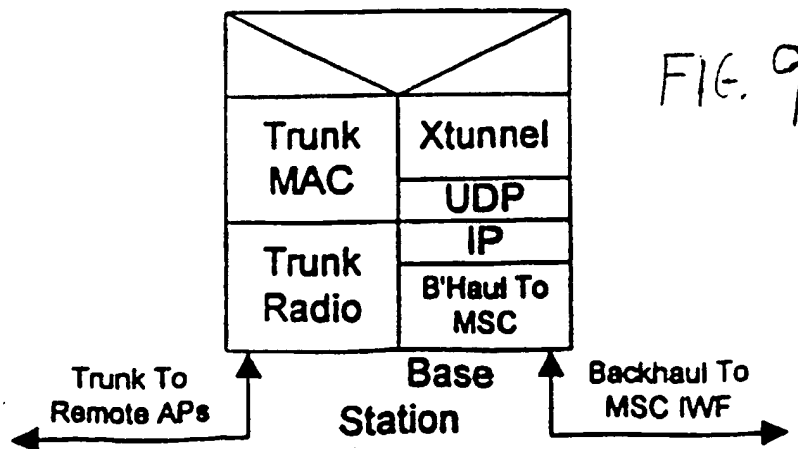 FIG. 9
Trunk
MAC
Xtunnel
UDP
IP
Trunk
Radio
B'Haul To
MSC
Trunk To
Remote APs
Base
Station
Backhaul To
MSC IWF